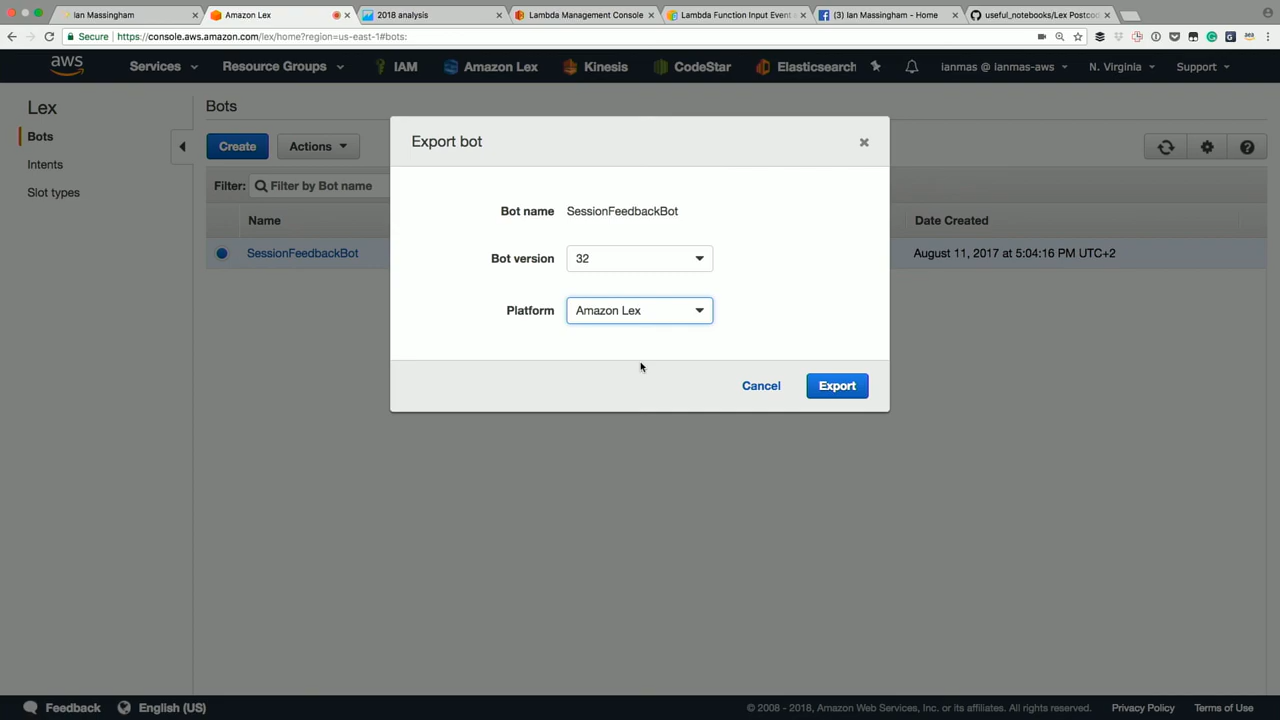 Ian Massingham
Amazon Lex
2018 analysis
Lambda Management Console
Lambda Function Input Event
(3) Ian Massingham - Home
useful_notebooks/Lex Postcod
Secure
https://console.aws.amazon.com/lex/home?region=us-east-1#bots:
aws
Services
Resource Groups
IAM
Amazon Lex
Kinesis
CodeStar
Elasticsearch
ianmas @ ianmas-aws
N. Virginia
Support
Lex
Bots
Intents
Slot types
Bots
Create
Actions
Filter:
Filter by Bot name
Name
Date Created
SessionFeedbackBot
August 11, 2017 at 5:04:16 PM UTC+2
Export bot
Bot name
SessionFeedbackBot
Bot version
32
Platform
Amazon Lex
Cancel
Export
Feedback
English (US)
© 2008 - 2018, Amazon Web Services, Inc. or its affiliates. All rights reserved.
Privacy Policy
Terms of Use